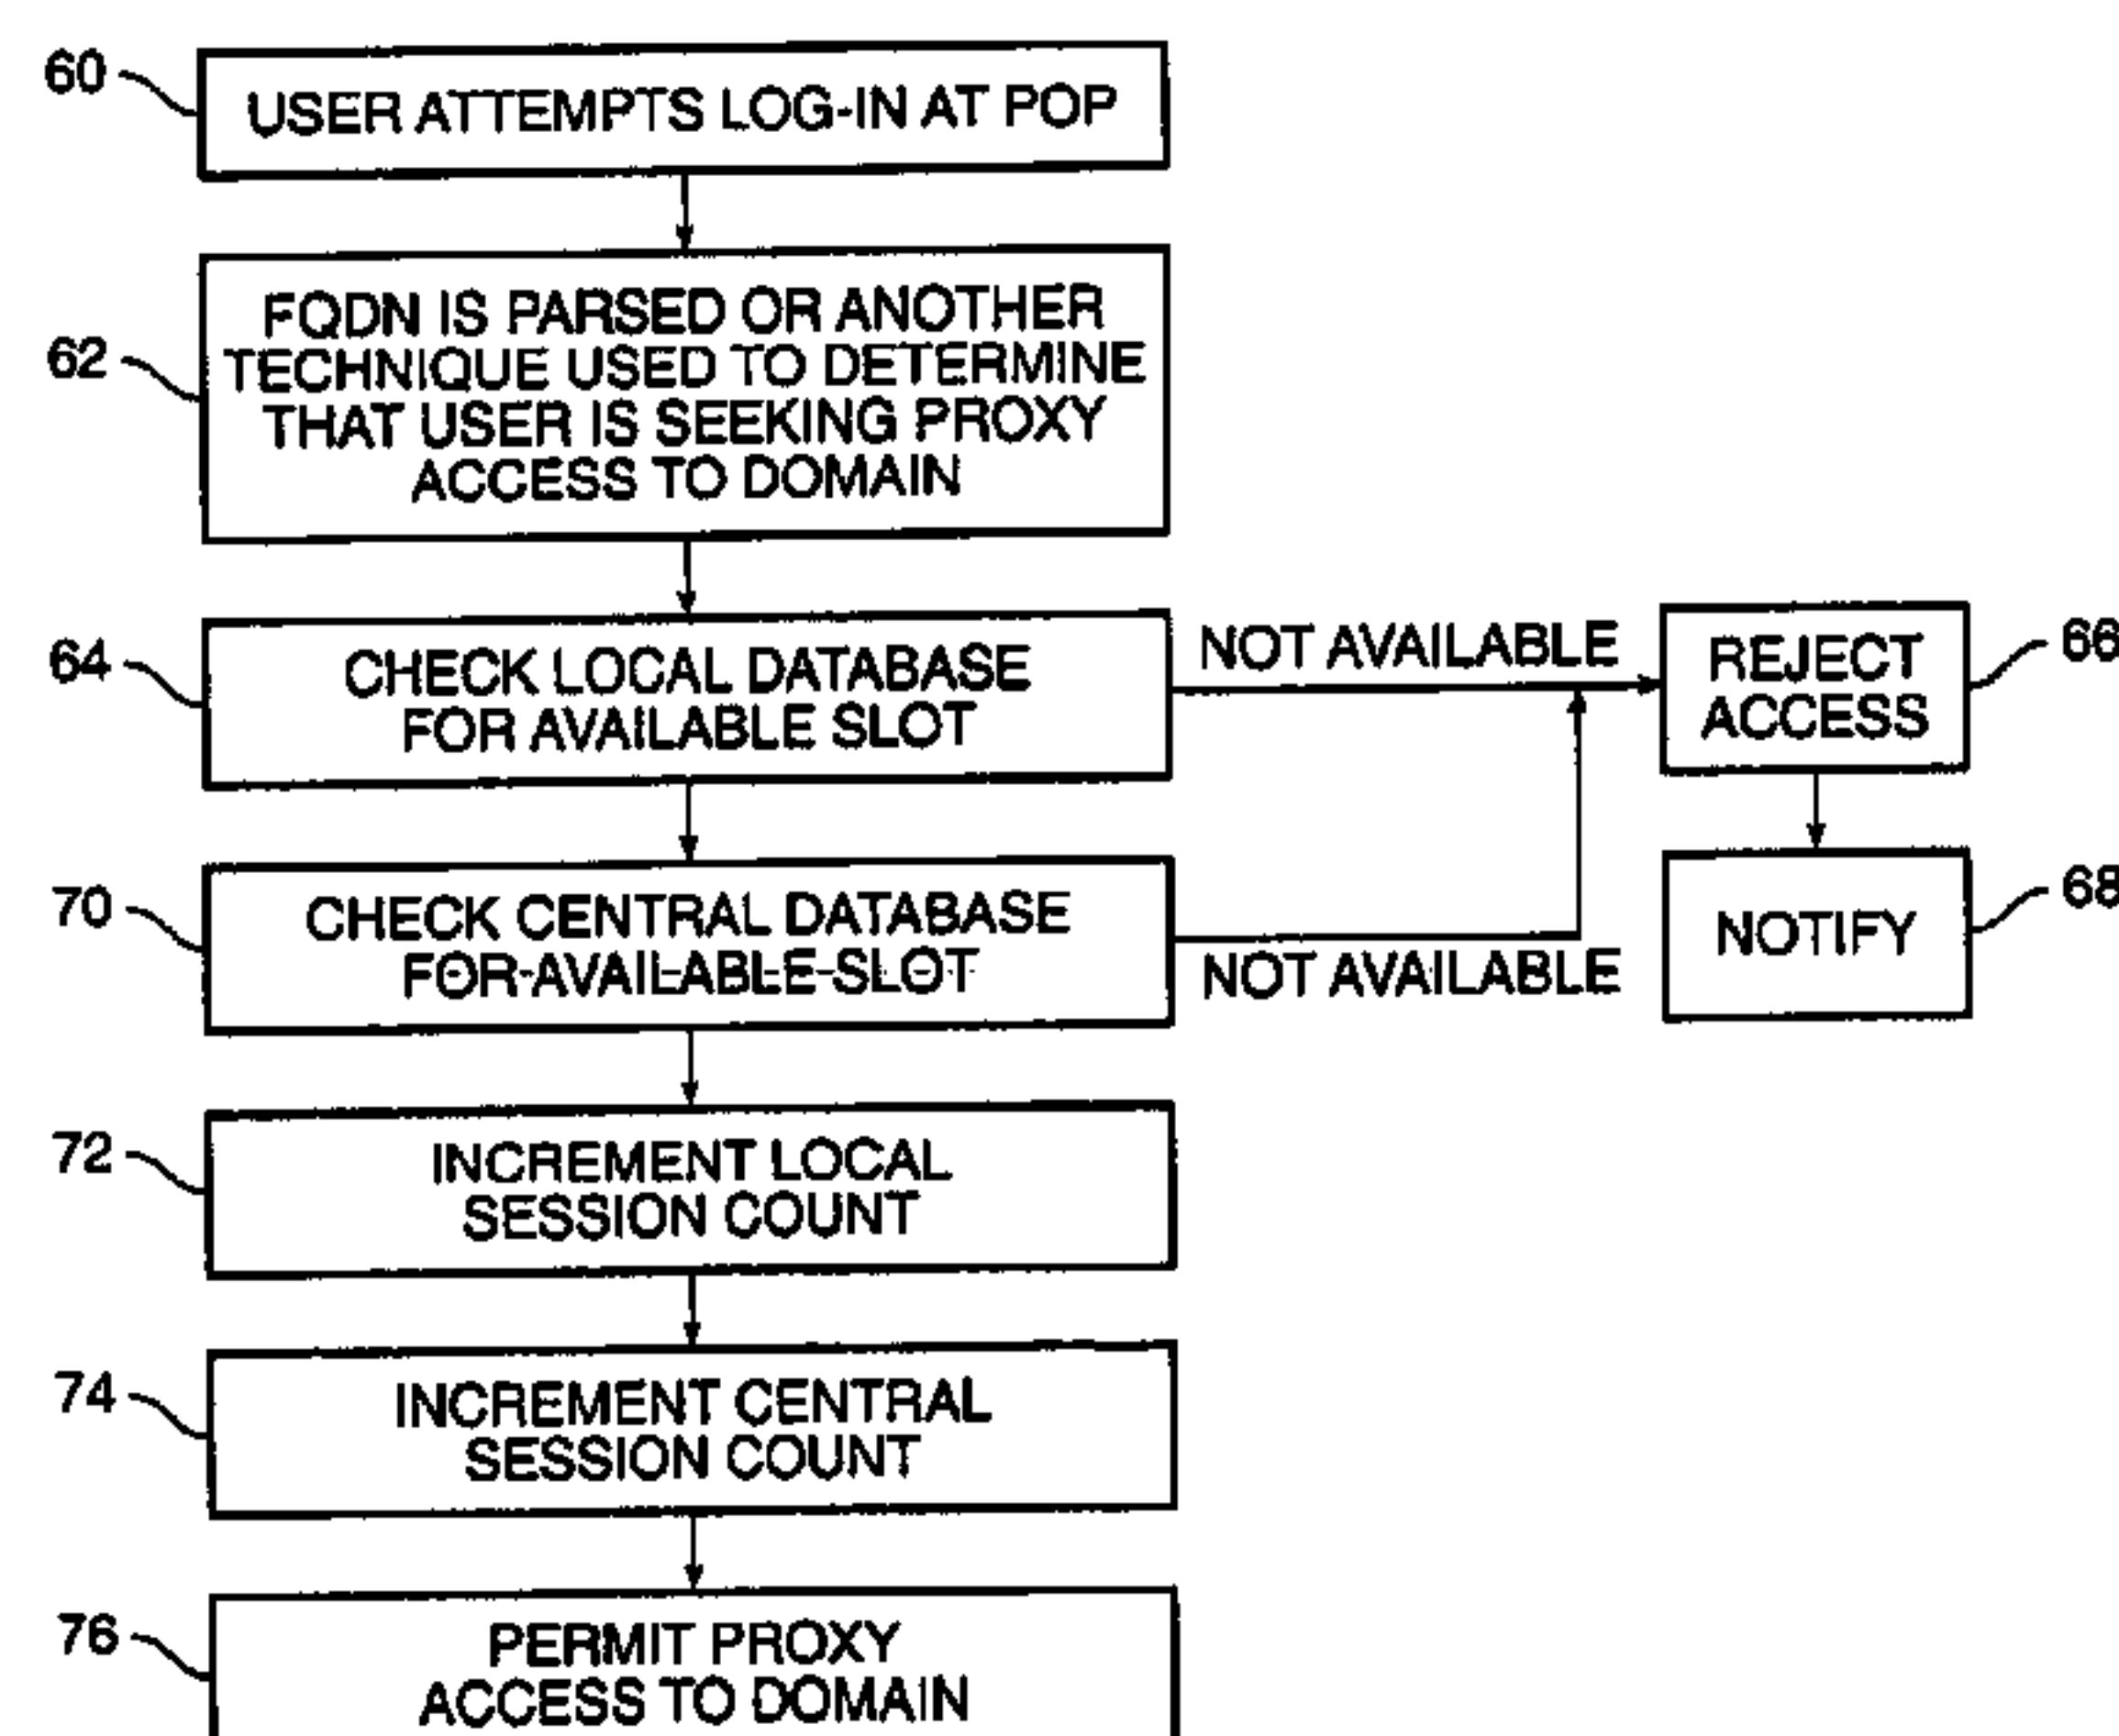 60
USER ATTEMPTS LOG-IN AT POP
62
FQDN IS PARSED OR ANOTHER
TECHNIQUE USED TO DETERMINE
THAT USER IS SEEKING PROXY
ACCESS TO DOMAIN
64
CHECK LOCAL DATABASE
FOR AVAILABLE SLOT
NOT AVAILABLE
REJECT
ACCESS
66
70
CHECK CENTRAL DATABASE
FOR AVAILABLE SLOT
NOT AVAILABLE
NOTIFY
68
72
INCREMENT LOCAL
SESSION COUNT
74
INCREMENT CENTRAL
SESSION COUNT
76
PERMIT PROXY
ACCESS TO DOMAIN